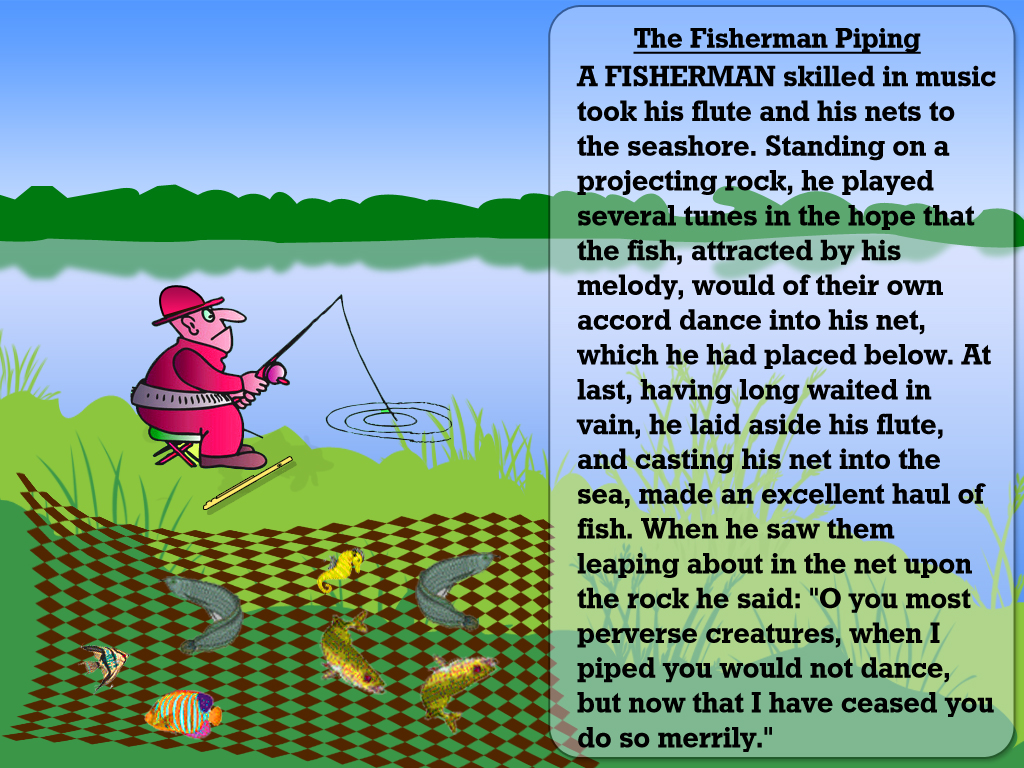 The Fisherman Piping
A FISHERMAN skilled in music
took his flute and his nets to
the seashore. Standing on a
projecting rock, he played
several tunes in the hope that
the fish, attracted by his
melody, would of their own
accord dance into his net,
which he had placed below. At
last, having long waited in
vain, he laid aside his flute,
and casting his net into the
sea, made an excellent haul of
fish. When he saw them
leaping about in the net upon
the rock he said: "O you most
perverse creatures, when I
piped you would not dance,
but now that I have ceased you
do so merrily."